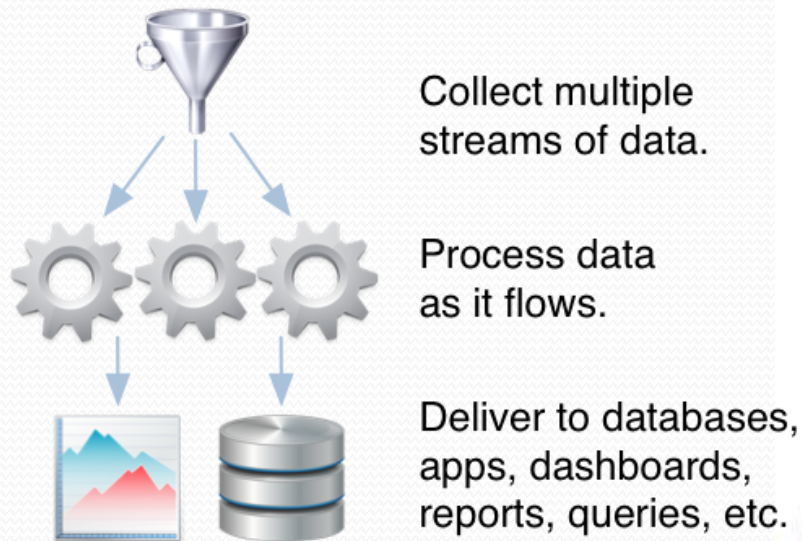 Collect multiple
streams of data.
Process data
as it flows.
Deliver to databases,
apps, dashboards,
reports, queries, etc.